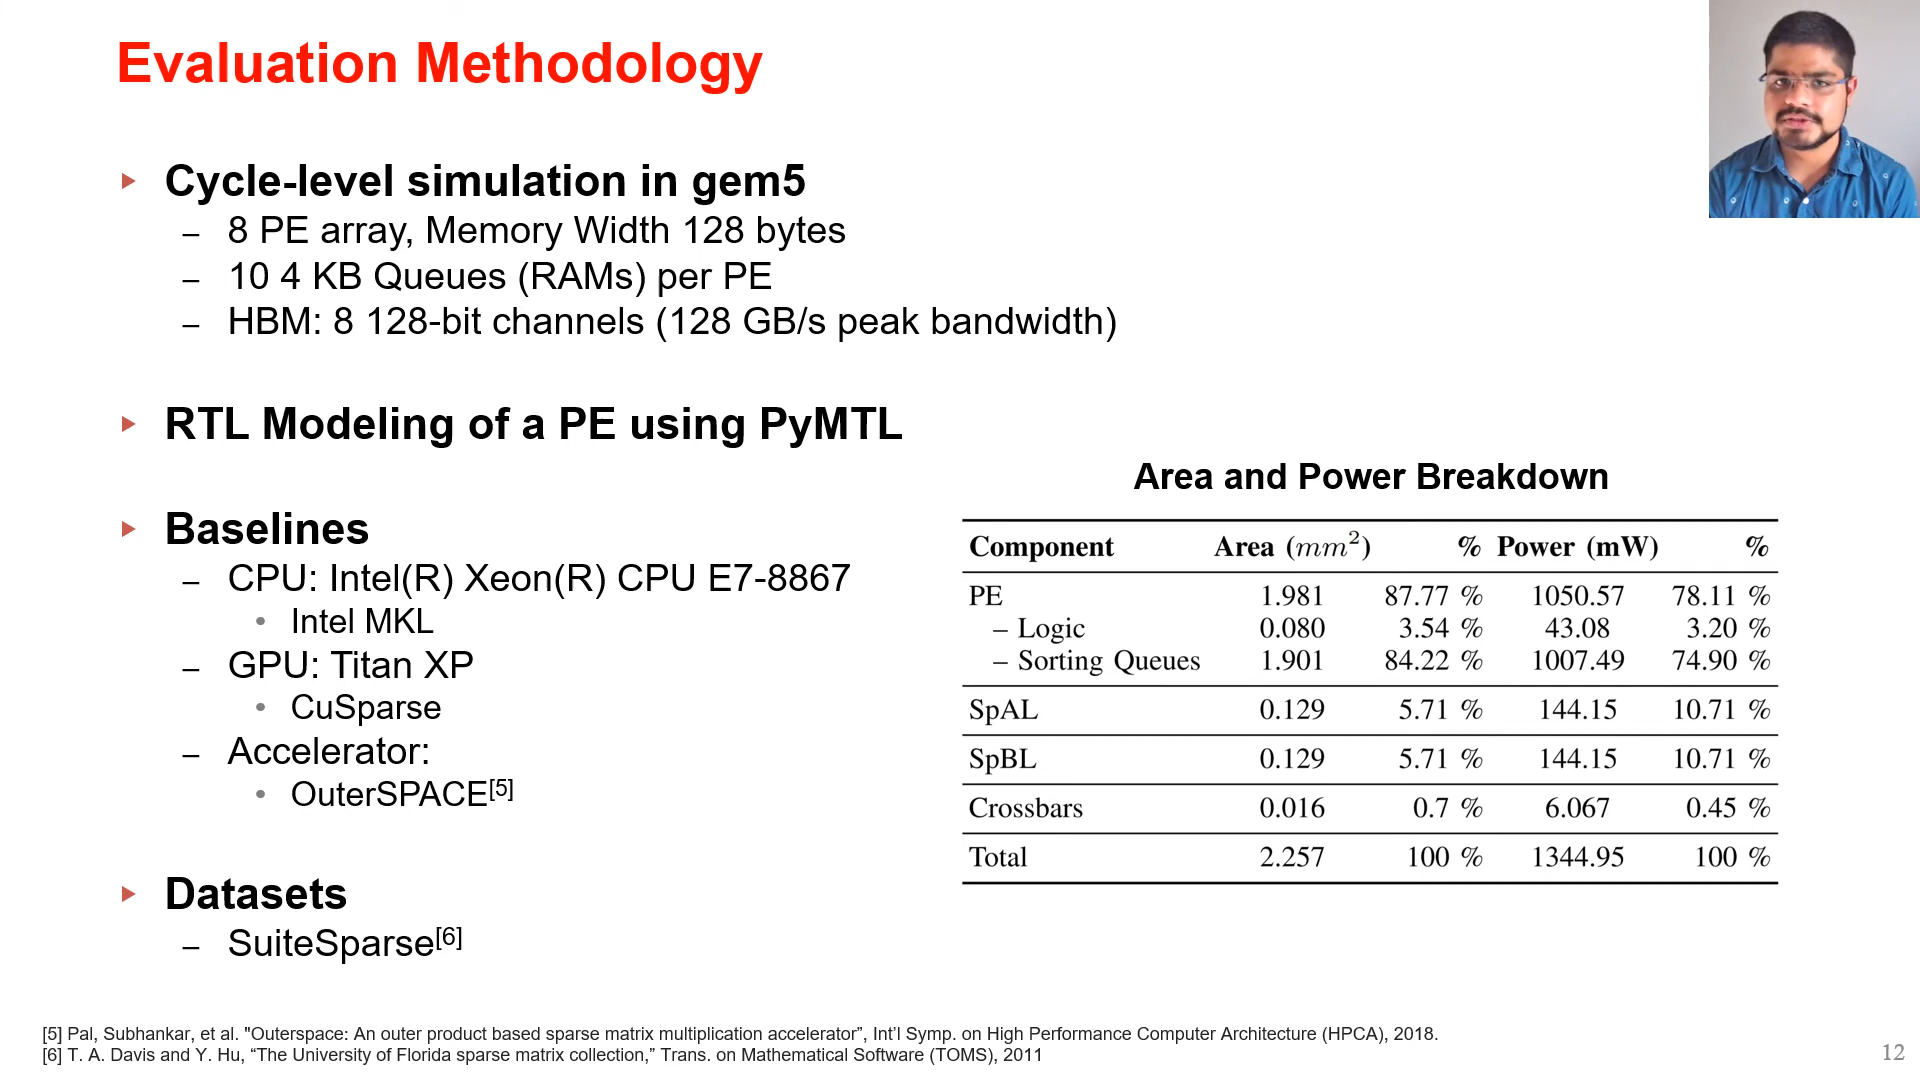 Evaluation Methodology
▸ Cycle-level simulation in gem5
– 8 PE array, Memory Width 128 bytes
– 10 4 KB Queues (RAMs) per PE
– HBM: 8 128-bit channels (128 GB/s peak bandwidth)
▸ RTL Modeling of a PE using PyMTL
▸ Baselines
– CPU: Intel(R) Xeon(R) CPU E7-8867
• Intel MKL
– GPU: Titan XP
• CuSparse
– Accelerator:
• OuterSPACE[5]
▸ Datasets
– SuiteSparse[6]
Area and Power Breakdown
Component Area (mm²) % Power (mW) %
PE 1.981 87.77 % 1050.57 78.11 %
– Logic 0.080 3.54 % 43.08 3.20 %
– Sorting Queues 1.901 84.22 % 1007.49 74.90 %
SpAL 0.129 5.71 % 144.15 10.71 %
SpBL 0.129 5.71 % 144.15 10.71 %
Crossbars 0.016 0.7 % 6.067 0.45 %
Total 2.257 100 % 1344.95 100 %
[5] Pal, Subhankar, et al. "Outerspace: An outer product based sparse matrix multiplication accelerator”, Int’l Symp. on High Performance Computer Architecture (HPCA), 2018.
[6] T. A. Davis and Y. Hu, “The University of Florida sparse matrix collection,” Trans. on Mathematical Software (TOMS), 2011
12